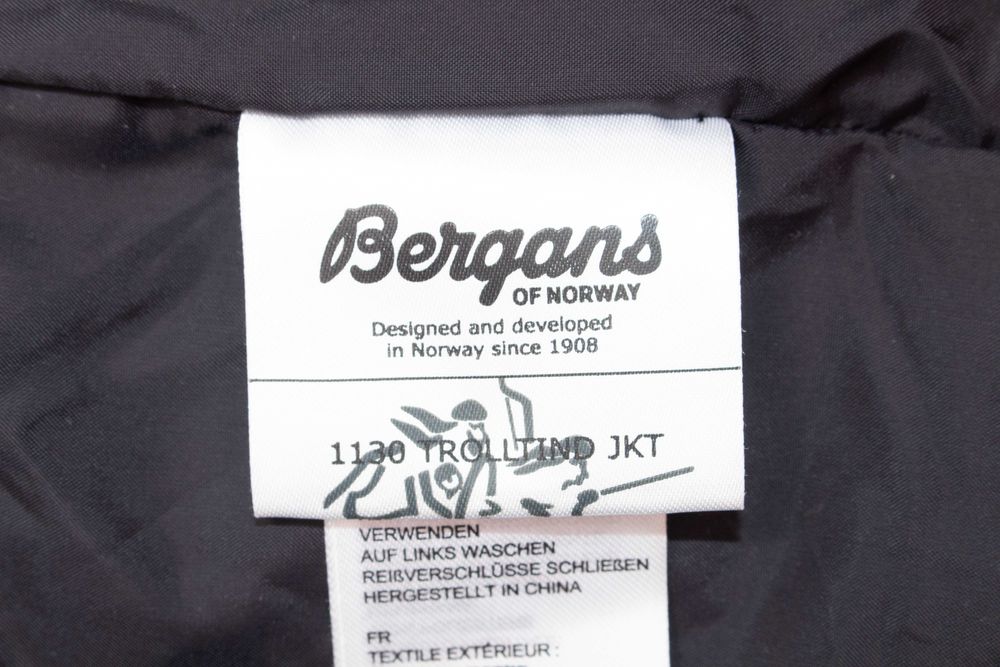 Bergans
OF NORWAY
Designed and developed
in Norway since 1908
1130 TROLLTIND JKT
VERWENDEN
AUF LINKS WASCHEN
REIßVERSCHLÜSSE SCHLIEßEN
HERGESTELLT IN CHINA
FR
TEXTILE EXTÉRIEUR :